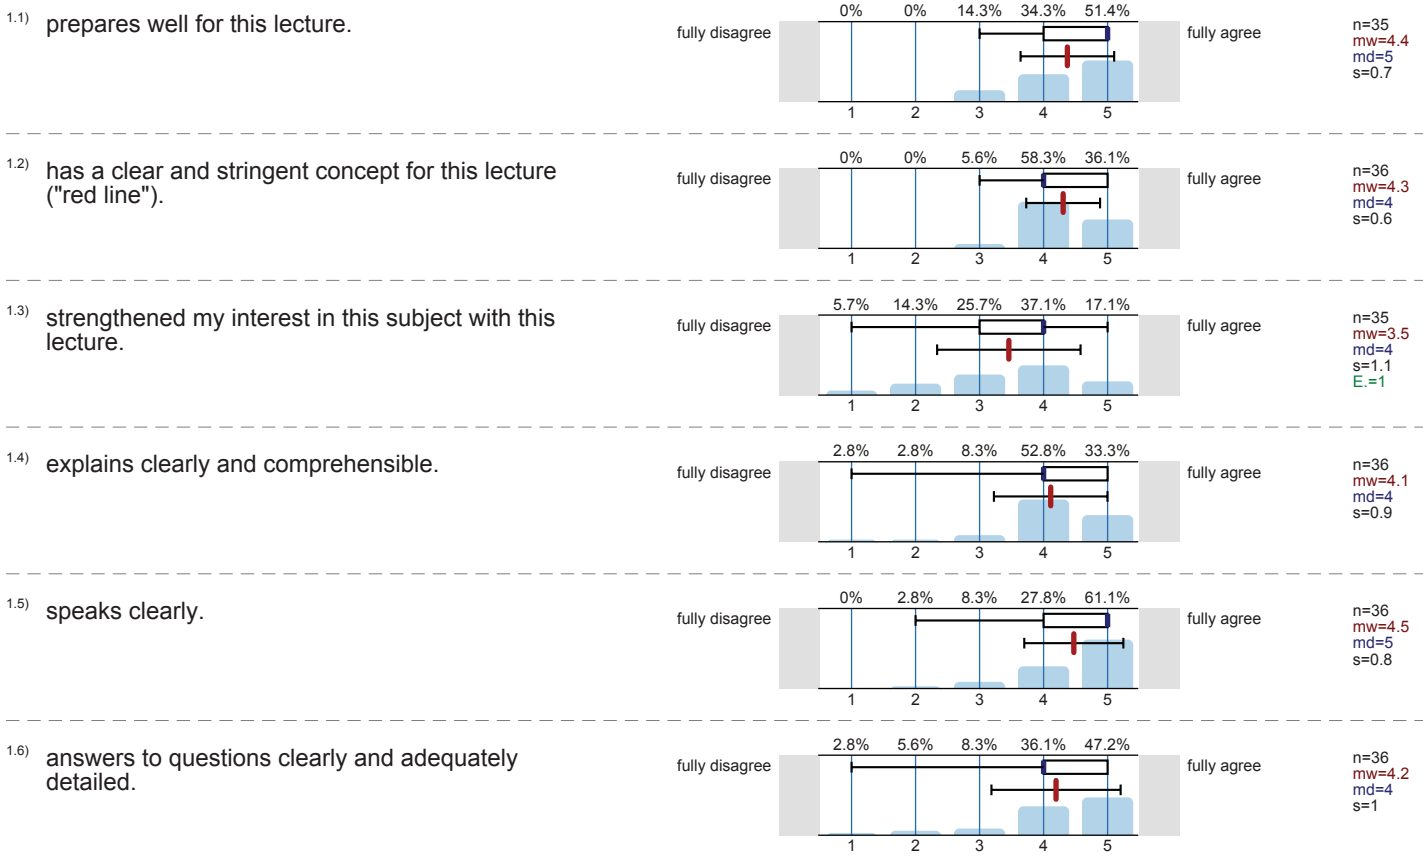 1.1) prepares well for this lecture.
0% 0% 14.3% 34.3% 51.4%
fully disagree fully agree
1 2 3 4 5
n=35
mw=4.4
md=5
s=0.7
1.2) has a clear and stringent concept for this lecture
("red line").
0% 0% 5.6% 58.3% 36.1%
fully disagree fully agree
1 2 3 4 5
n=36
mw=4.3
md=4
s=0.6
1.3) strengthened my interest in this subject with this
lecture.
5.7% 14.3% 25.7% 37.1% 17.1%
fully disagree fully agree
1 2 3 4 5
n=35
mw=3.5
md=4
s=1.1
E.=1
1.4) explains clearly and comprehensible.
2.8% 2.8% 8.3% 52.8% 33.3%
fully disagree fully agree
1 2 3 4 5
n=36
mw=4.1
md=4
s=0.9
1.5) speaks clearly.
0% 2.8% 8.3% 27.8% 61.1%
fully disagree fully agree
1 2 3 4 5
n=36
mw=4.5
md=5
s=0.8
1.6) answers to questions clearly and adequately
detailed.
2.8% 5.6% 8.3% 36.1% 47.2%
fully disagree fully agree
1 2 3 4 5
n=36
mw=4.2
md=4
s=1